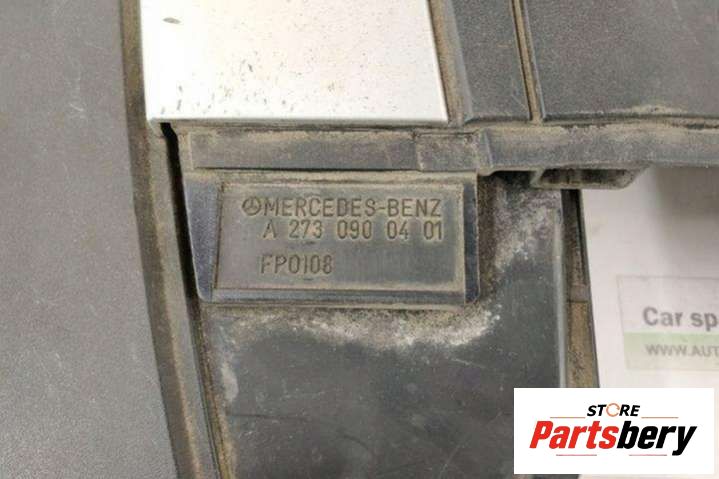 MERCEDES-BENZ
A 273 090 04 01
FP0108
Car sp
WWW.AUT
STORE
Partsbery